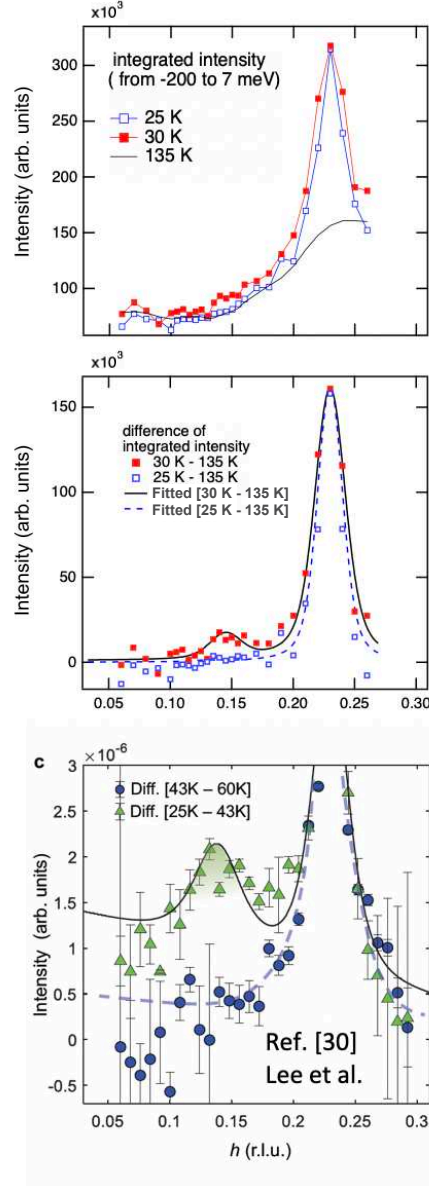 ×10³
integrated intensity
( from -200 to 7 meV)
25 K
30 K
135 K
Intensity (arb. units)
300
250
200
150
100
×10³
difference of
integrated intensity
30 K - 135 K
25 K - 135 K
Fitted [30 K - 135 K]
Fitted [25 K - 135 K]
Intensity (arb. units)
150
100
50
0
0.05 0.10 0.15 0.20 0.25 0.30
c
×10⁻⁶
Diff. [43K – 60K]
Diff. [25K – 43K]
Intensity (arb. units)
3
2.5
2
1.5
1
0.5
0
-0.5
Ref. [30]
Lee et al.
0.05 0.1 0.15 0.2 0.25 0.3
h (r.l.u.)